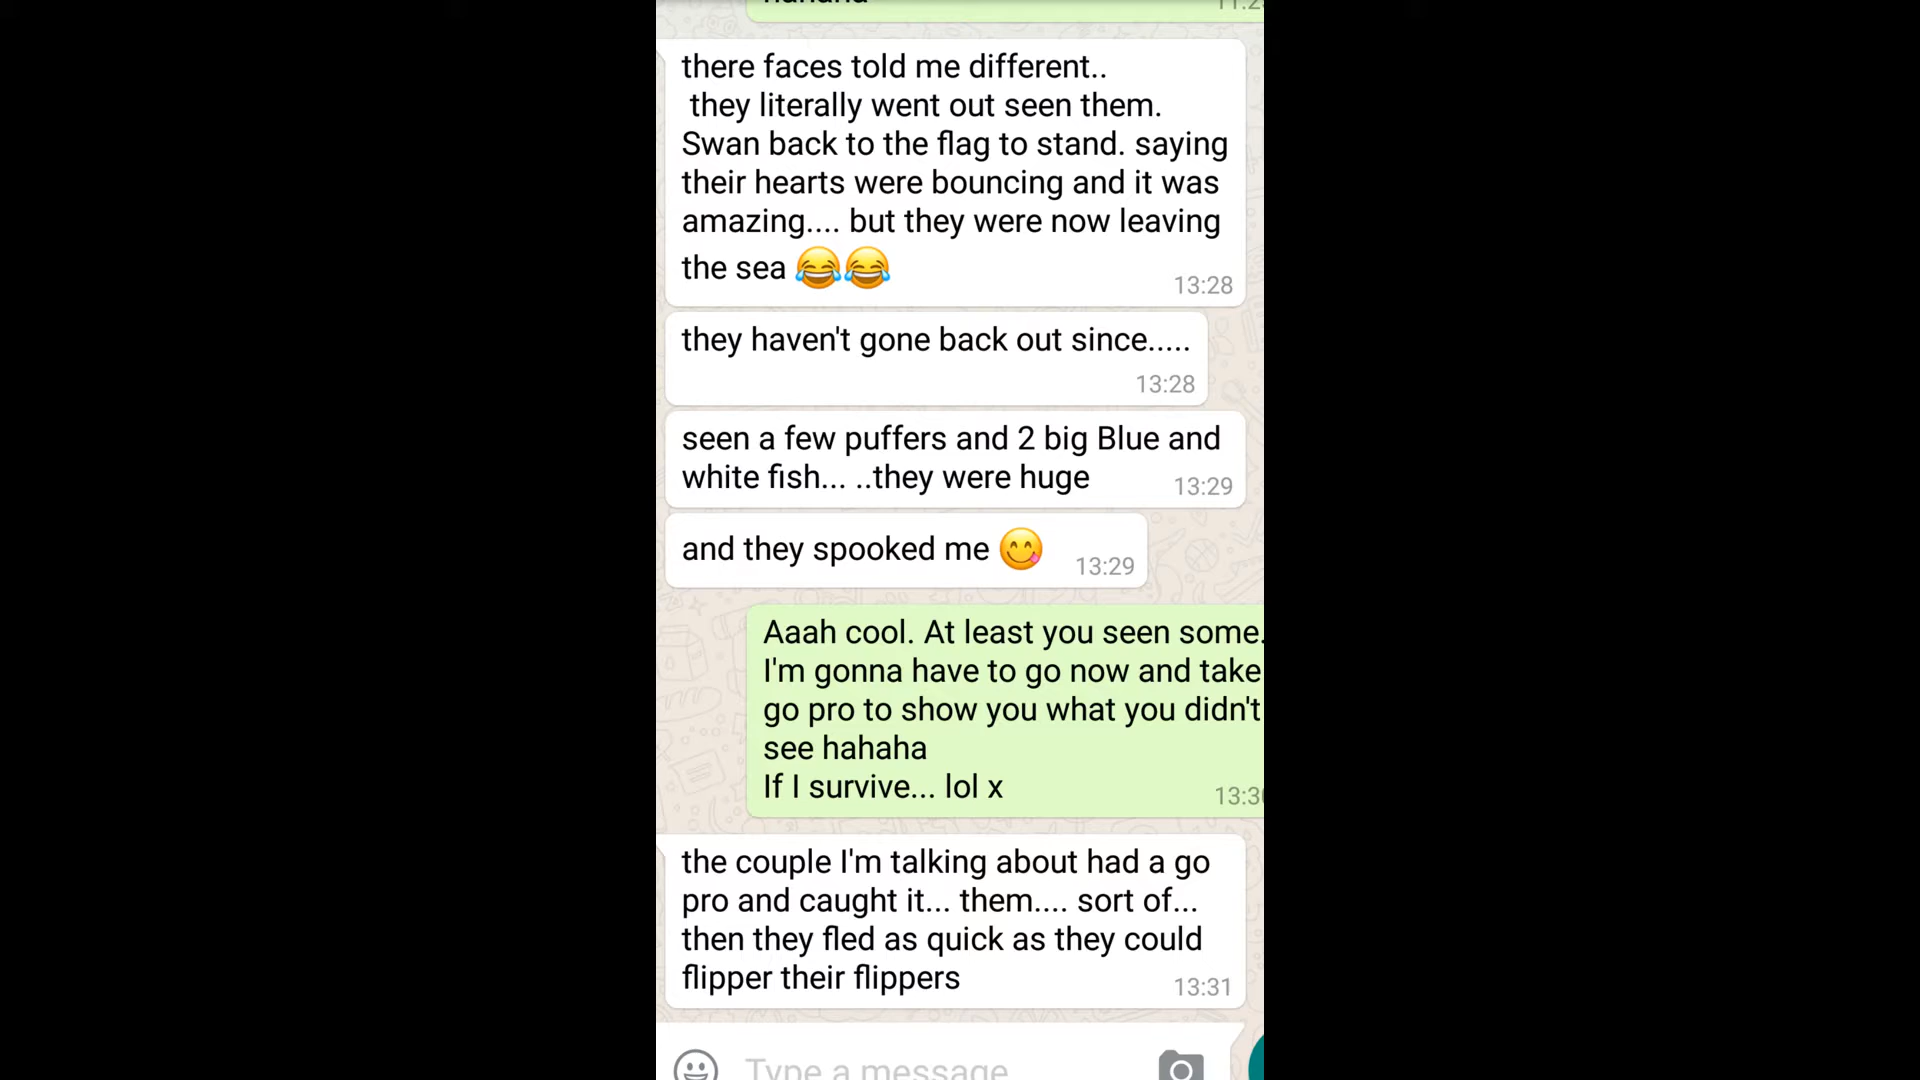 hahaha
there faces told me different..
they literally went out seen them.
Swan back to the flag to stand. saying
their hearts were bouncing and it was
amazing.... but they were now leaving
the sea 😂😂
13:28
they haven't gone back out since.....
13:28
seen a few puffers and 2 big Blue and
white fish... ..they were huge
13:29
and they spooked me 😋
13:29
Aaah cool. At least you seen some.
I'm gonna have to go now and take
go pro to show you what you didn't
see hahaha
If I survive... lol x
the couple I'm talking about had a go
pro and caught it... them.... sort of...
then they fled as quick as they could
flipper their flippers
13:31
Type a message